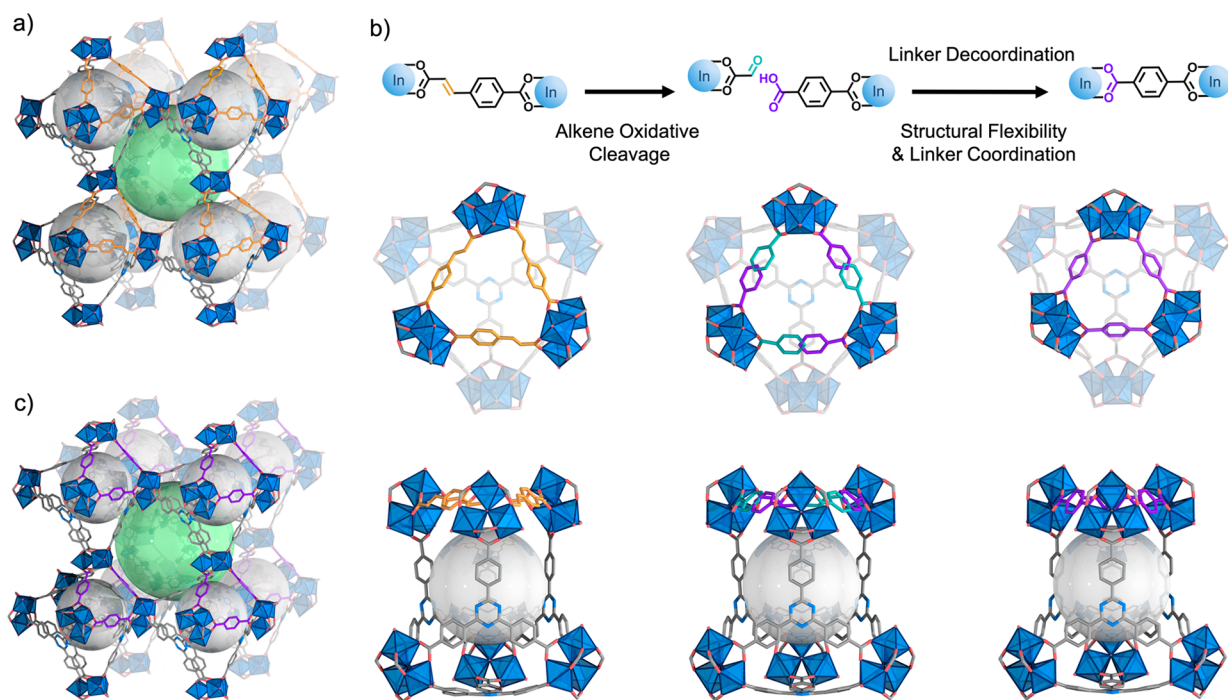 a)
b)
In
O
O
O
O
In
Alkene Oxidative
Cleavage
In
O
O
O
HO
O
O
O
In
Linker Decoordination
Structural Flexibility
& Linker Coordination
In
O
O
O
O
In
c)